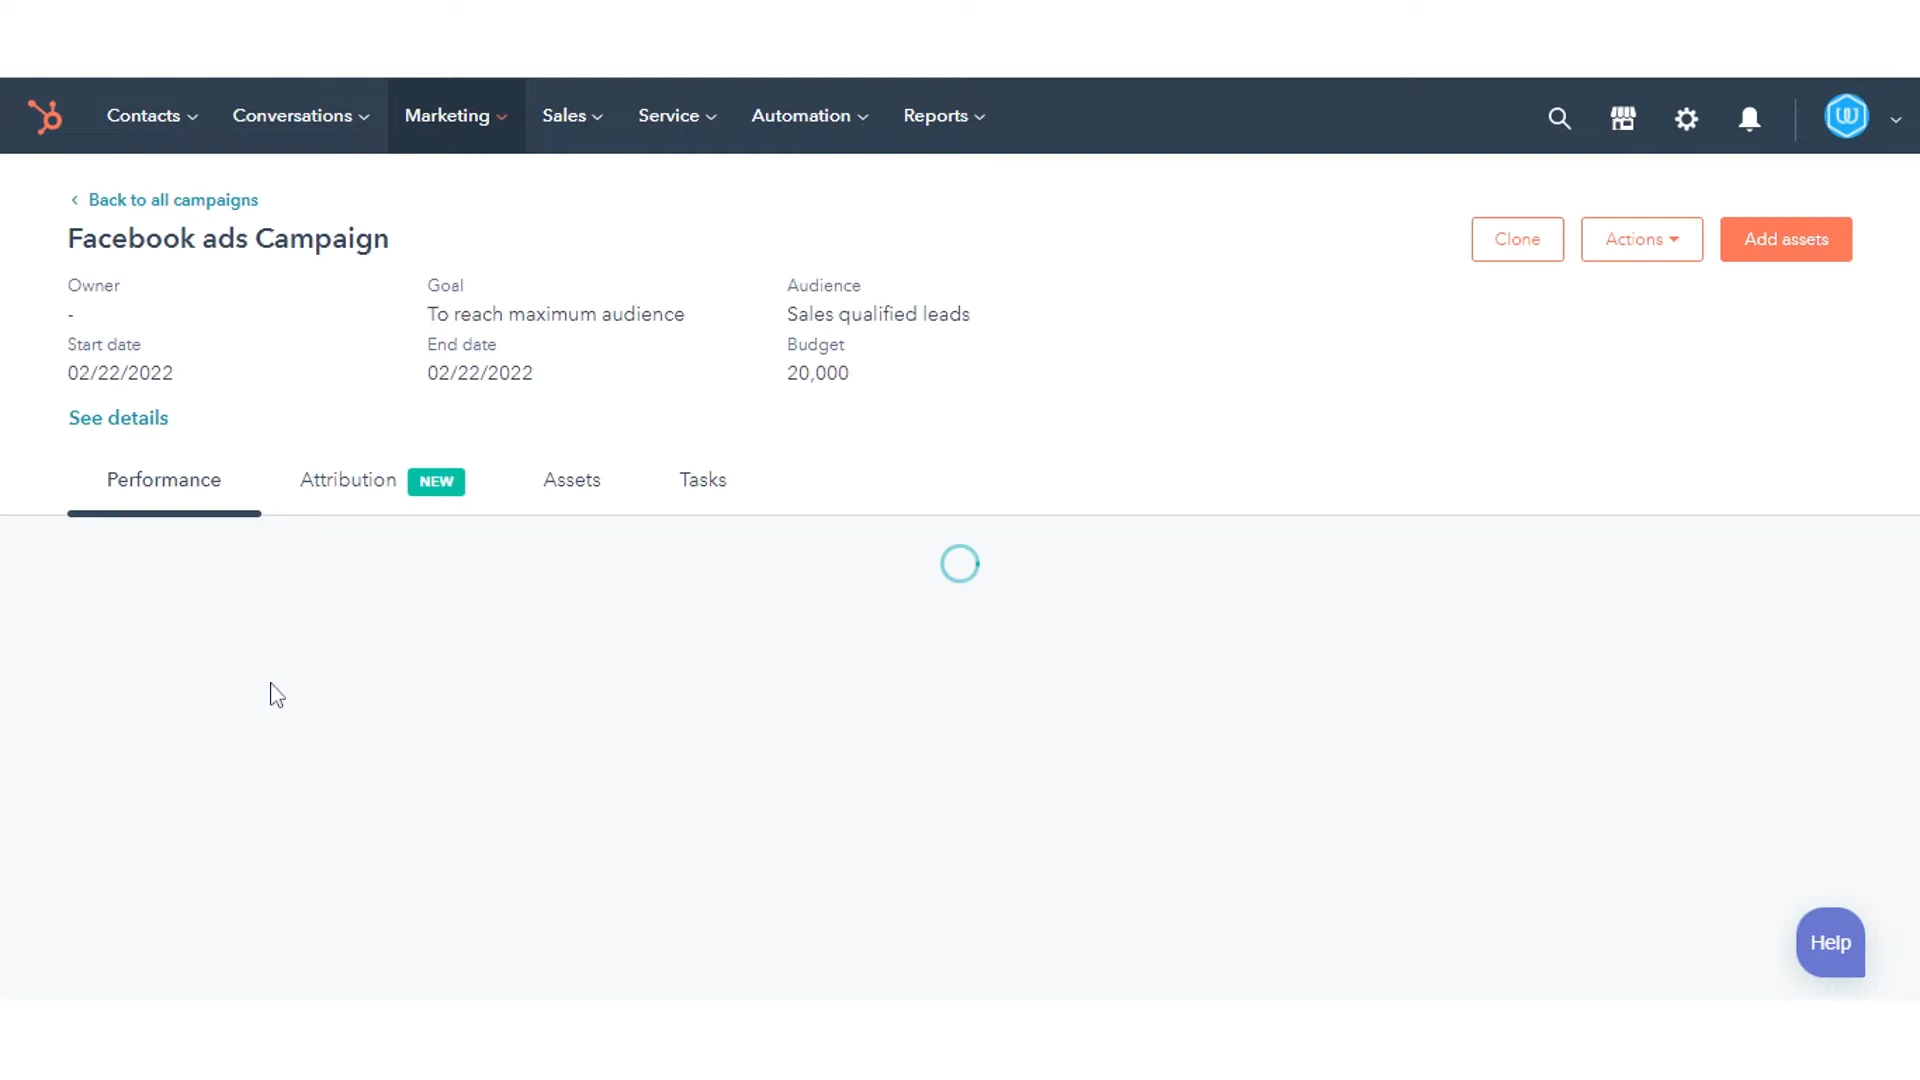 Contacts Conversations Marketing Sales Service Automation Reports
Back to all campaigns
Facebook ads Campaign
Clone Actions Add assets
Owner Goal Audience
- To reach maximum audience Sales qualified leads
Start date End date Budget
02/22/2022 02/22/2022 20,000
See details
Performance Attribution NEW Assets Tasks
Help